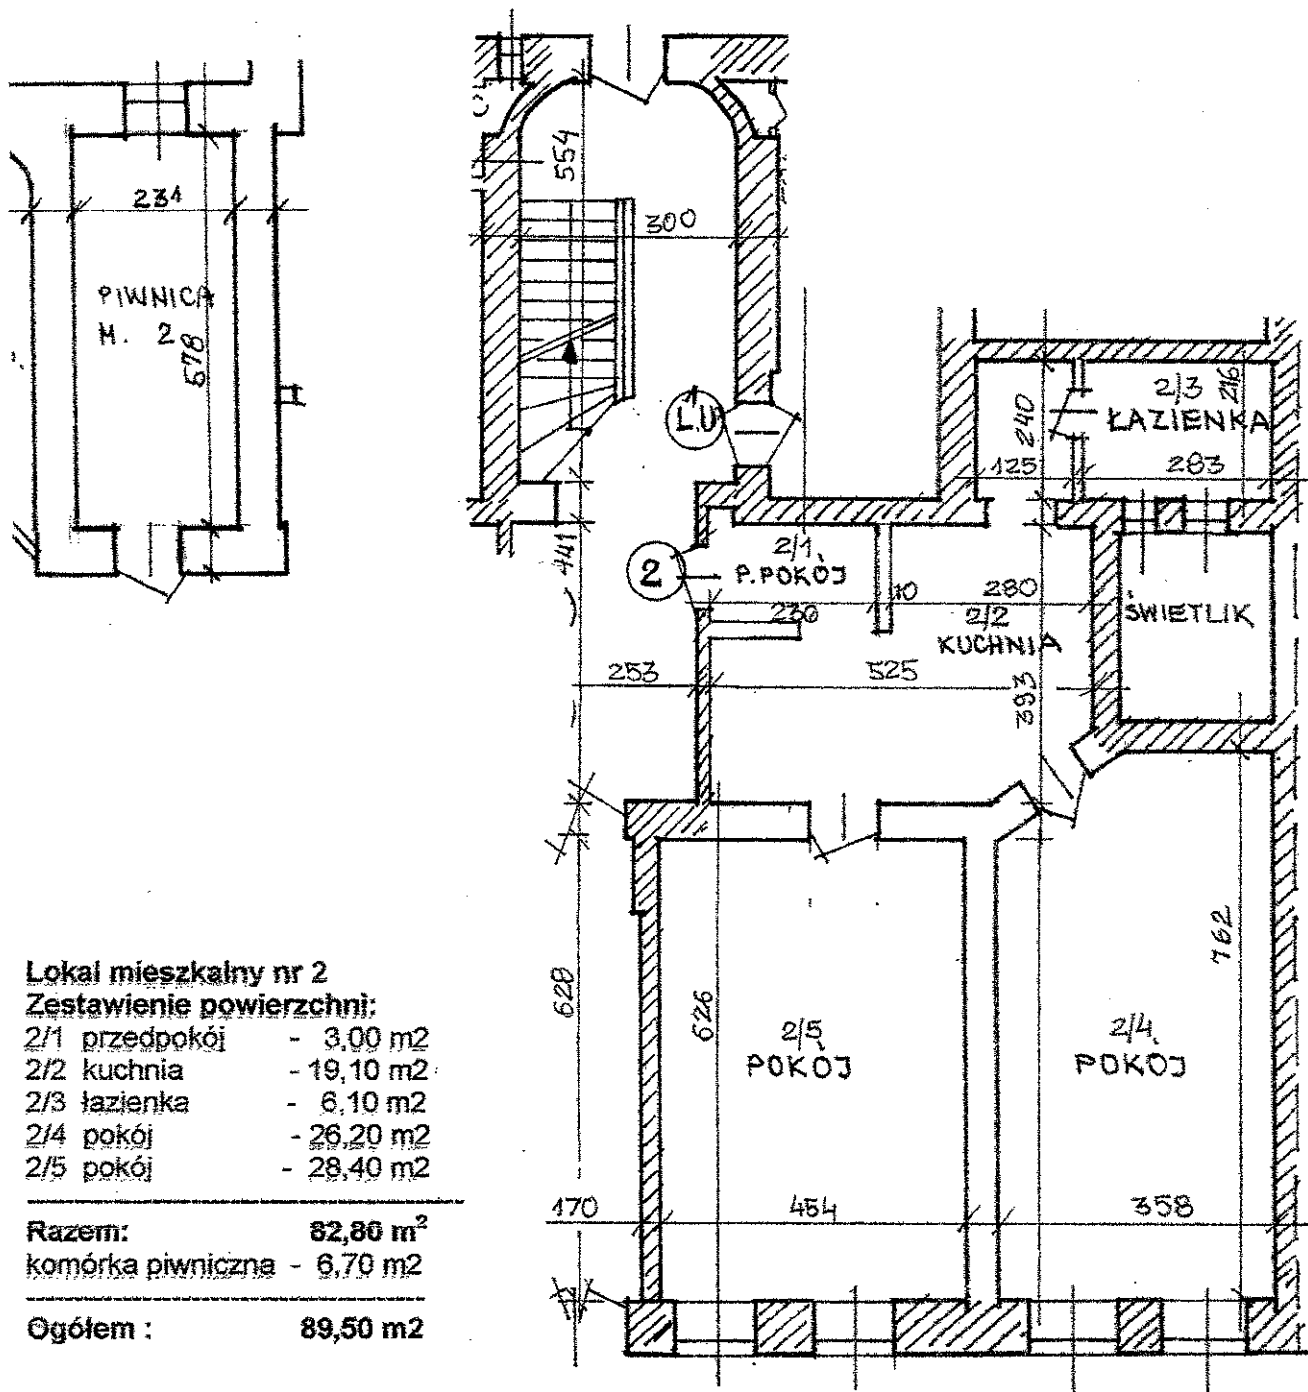 231
PIWNICA
M. 2
578
554
300
L.U
1
2
441
253
2/1.
P.POKÓJ
230
10
280
2/2
KUCHNIA
525
393
240
125
2/3
216
ŁAZIENKA
283
ŚWIETLIK
628
626
2/5.
POKÓJ
2/4.
POKÓJ
762
170
454
358
Lokal mieszkalny nr 2
Zestawienie powierzchni:
2/1 przedpokój - 3,00 m2
2/2 kuchnia - 19,10 m2
2/3 łazienka - 6,10 m2
2/4 pokój - 26,20 m2
2/5 pokój - 28,40 m2
Razem: 82,80 m²
komórka piwniczna - 6,70 m2
Ogółem : 89,50 m2